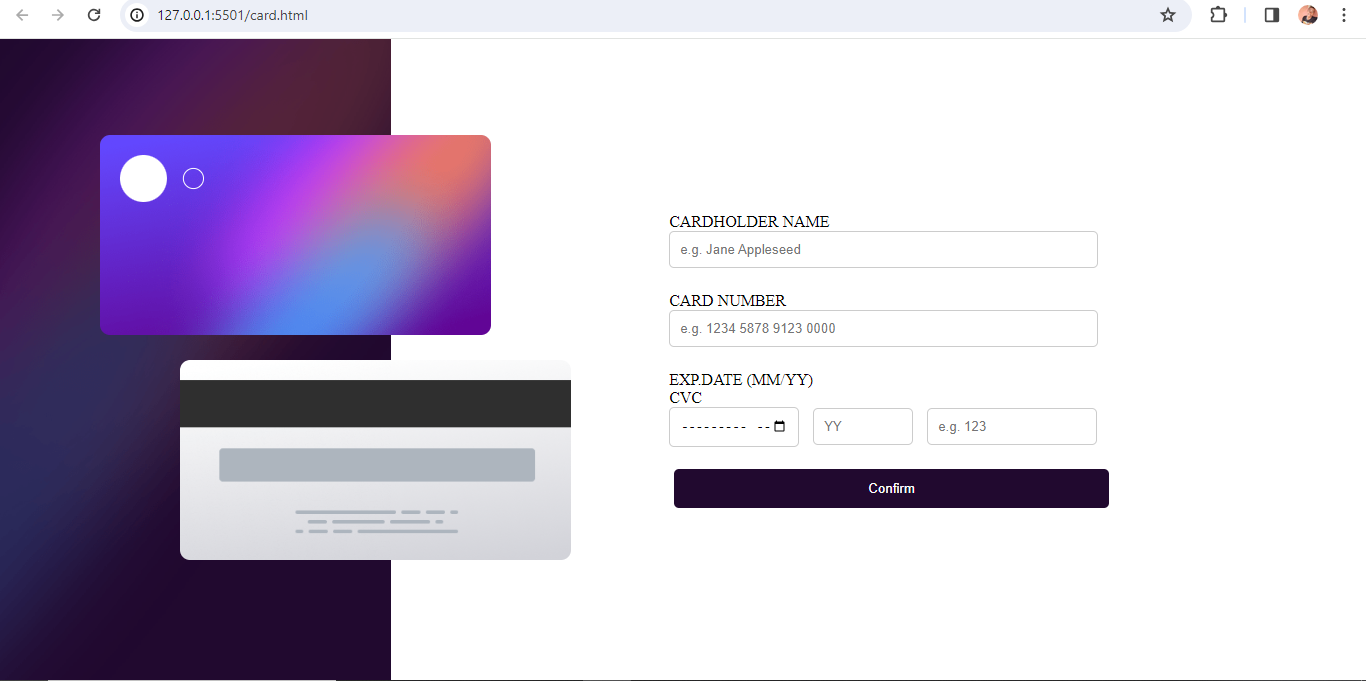 127.0.0.1:5501/card.html
CARDHOLDER NAME
e.g. Jane Appleseed
CARD NUMBER
e.g. 1234 5878 9123 0000
EXP.DATE (MM/YY)
CVC
--------- -- YY e.g. 123
Confirm